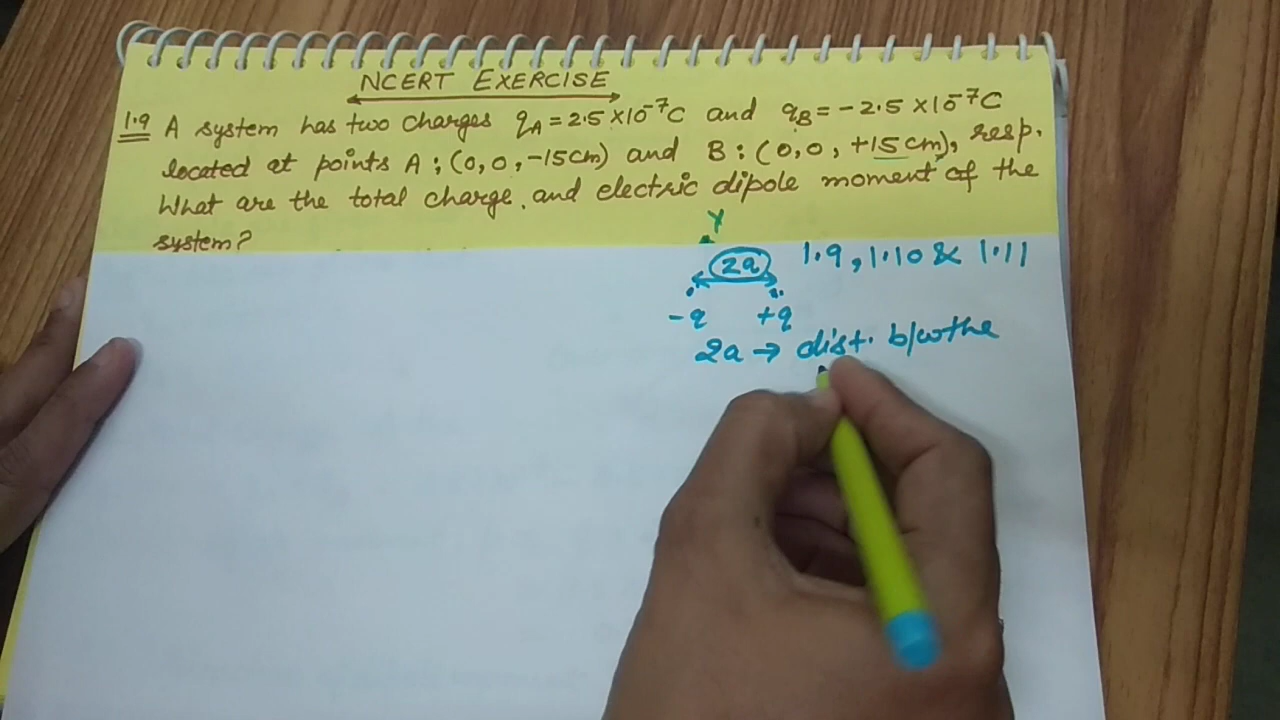 NCERT EXERCISE
1.9 A system has two charges qA = 2.5 × 10⁻⁷C and qB = -2.5 × 10⁻⁷C
located at points A : (0, 0, -15cm) and B : (0, 0, +15cm), resp.
What are the total charge, and electric dipole moment of the
system?
Y
2a 1.9, 1.10 & 1.11
-q +q
2a → dist. b/w the